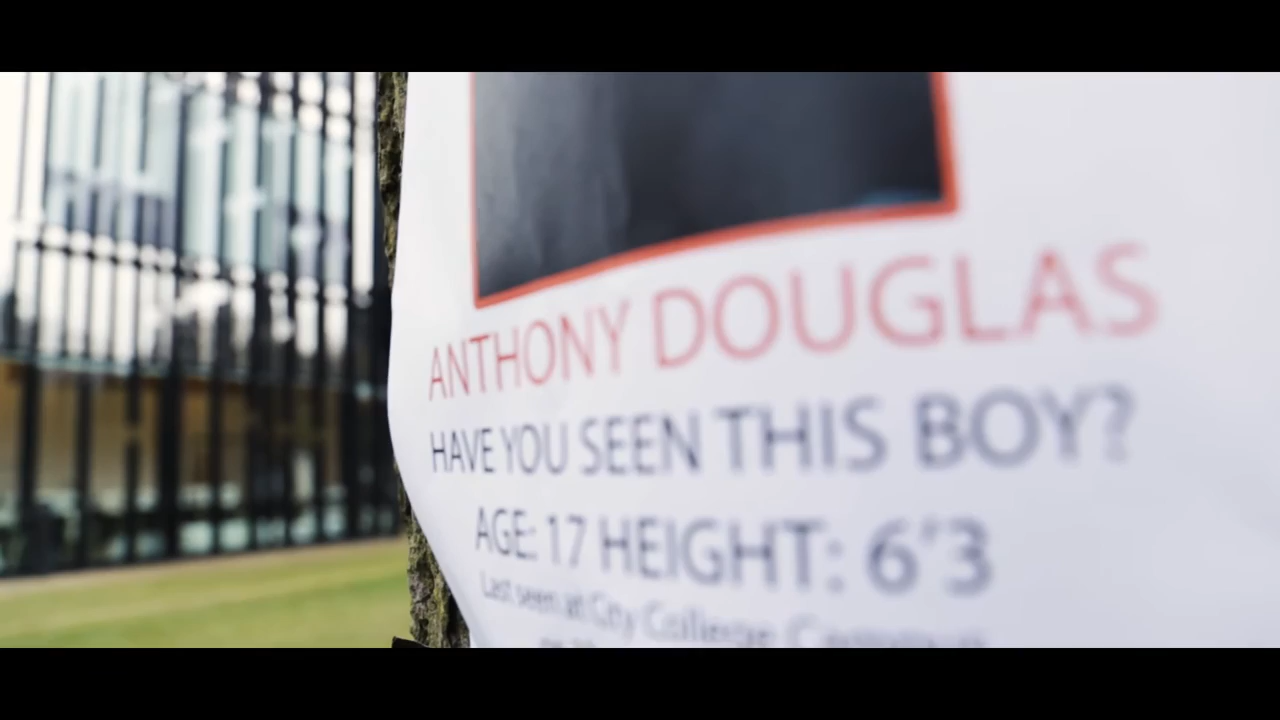 ANTHONY DOUGLAS
HAVE YOU SEEN THIS BOY?
AGE: 17 HEIGHT: 6'3
Last seen at City College Campus